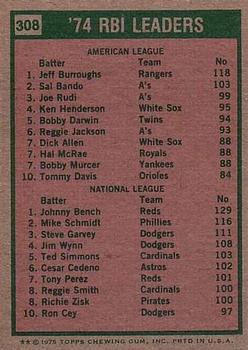 308 '74 RBI LEADERS
AMERICAN LEAGUE
Batter Team No
1. Jeff Burroughs Rangers 118
2. Sal Bando A's 103
3. Joe Rudi A's 99
4. Ken Henderson White Sox 95
5. Bobby Darwin Twins 94
6. Reggie Jackson A's 93
7. Dick Allen White Sox 88
7. Hal McRae Royals 88
7. Bobby Murcer Yankees 88
10. Tommy Davis Orioles 84
NATIONAL LEAGUE
Batter Team No
1. Johnny Bench Reds 129
2. Mike Schmidt Phillies 116
3. Steve Garvey Dodgers 111
4. Jim Wynn Dodgers 108
5. Ted Simmons Cardinals 103
6. Cesar Cedeno Astros 102
7. Tony Perez Reds 101
8. Reggie Smith Cardinals 100
8. Richie Zisk Pirates 100
10. Ron Cey Dodgers 97
★★ © 1975 TOPPS CHEWING GUM, INC. PRTD IN U.S.A.